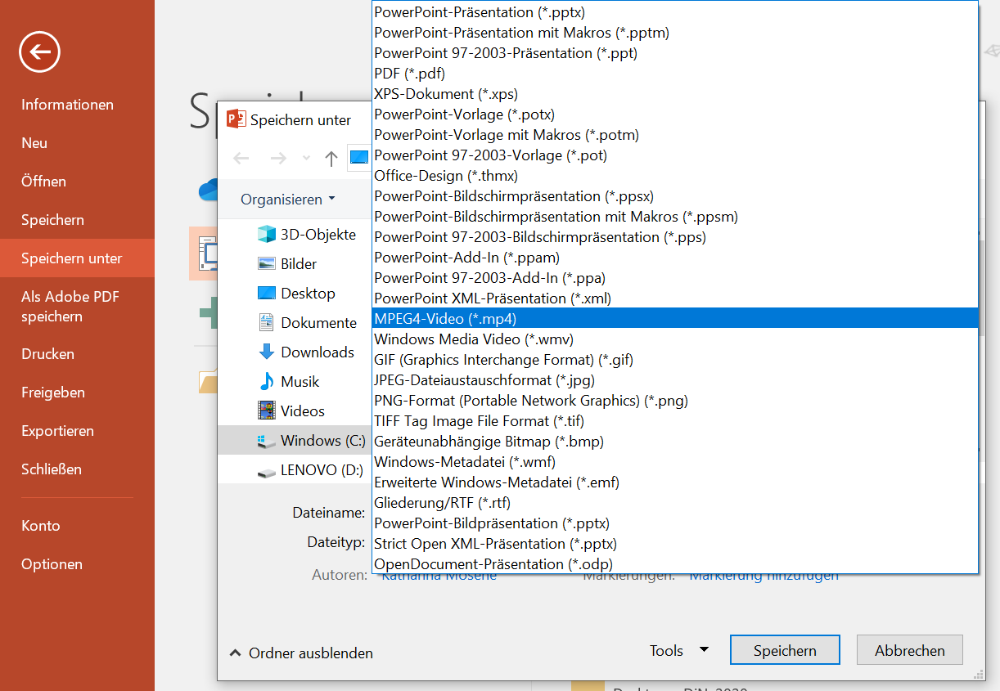 Informationen
Neu
Öffnen
Speichern
Speichern unter
Als Adobe PDF
speichern
Drucken
Freigeben
Exportieren
Schließen
Konto
Optionen
Speichern unter
Organisieren
3D-Objekte
Bilder
Desktop
Dokumente
Downloads
Musik
Videos
Windows (C:)
LENOVO (D:)
PowerPoint-Präsentation (*.pptx)
PowerPoint-Präsentation mit Makros (*.pptm)
PowerPoint 97-2003-Präsentation (*.ppt)
PDF (*.pdf)
XPS-Dokument (*.xps)
PowerPoint-Vorlage (*.potx)
PowerPoint-Vorlage mit Makros (*.potm)
PowerPoint 97-2003-Vorlage (*.pot)
Office-Design (*.thmx)
PowerPoint-Bildschirmpräsentation (*.ppsx)
PowerPoint-Bildschirmpräsentation mit Makros (*.ppsm)
PowerPoint 97-2003-Bildschirmpräsentation (*.pps)
PowerPoint-Add-In (*.ppam)
PowerPoint 97-2003-Add-In (*.ppa)
PowerPoint XML-Präsentation (*.xml)
MPEG4-Video (*.mp4)
Windows Media Video (*.wmv)
GIF (Graphics Interchange Format) (*.gif)
JPEG-Dateiaustauschformat (*.jpg)
PNG-Format (Portable Network Graphics) (*.png)
TIFF Tag Image File Format (*.tif)
Geräteunabhängige Bitmap (*.bmp)
Windows-Metadatei (*.wmf)
Erweiterte Windows-Metadatei (*.emf)
Gliederung/RTF (*.rtf)
PowerPoint-Bildpräsentation (*.pptx)
Strict Open XML-Präsentation (*.pptx)
OpenDocument-Präsentation (*.odp)
Dateiname:
Dateityp:
Autoren: Katharina Mosene Markierungen: Markierung hinzufügen
Ordner ausblenden
Tools
Speichern
Abbrechen